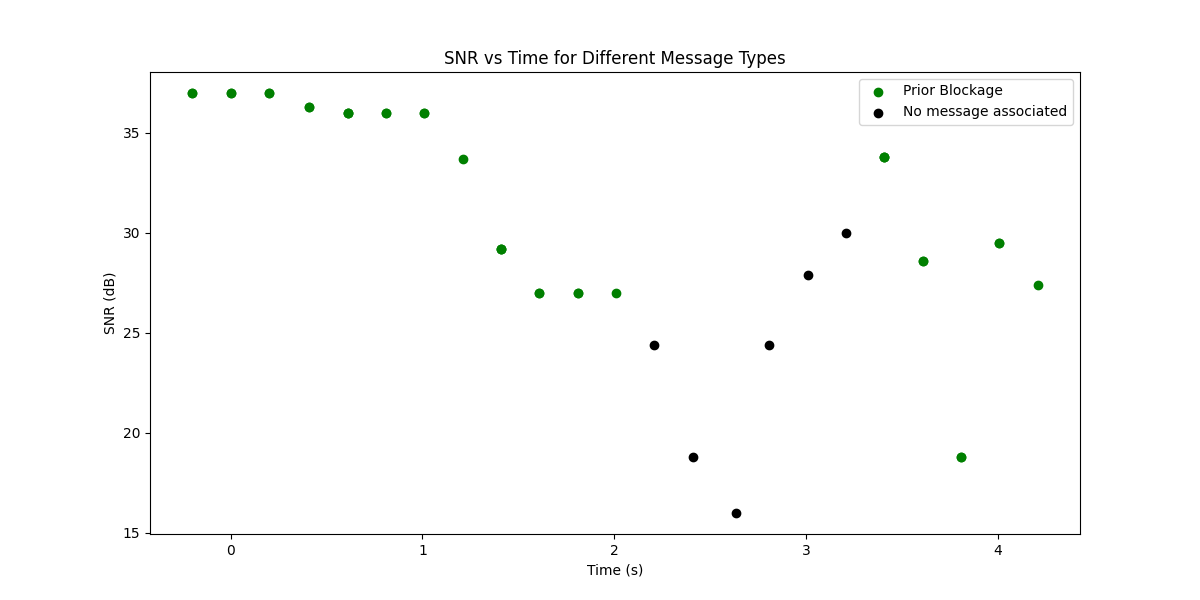 SNR vs Time for Different Message Types
Prior Blockage
No message associated
35
30
25
20
15
SNR (dB)
0 1 2 3 4
Time (s)